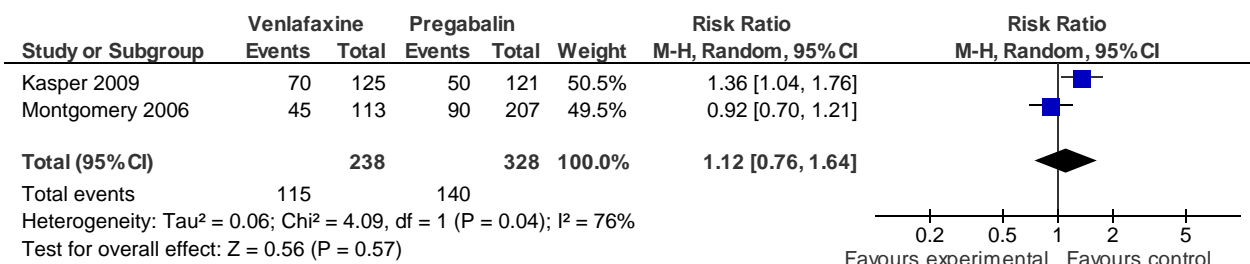 Venlafaxine Pregabalin Risk Ratio Risk Ratio
Study or Subgroup Events Total Events Total Weight M-H, Random, 95% CI M-H, Random, 95% CI
Kasper 2009 70 125 50 121 50.5% 1.36 [1.04, 1.76]
Montgomery 2006 45 113 90 207 49.5% 0.92 [0.70, 1.21]
Total (95% CI) 238 328 100.0% 1.12 [0.76, 1.64]
Total events 115 140
Heterogeneity: Tau² = 0.06; Chi² = 4.09, df = 1 (P = 0.04); I² = 76%
Test for overall effect: Z = 0.56 (P = 0.57)
0.2 0.5 1 2 5
Favours experimental Favours control